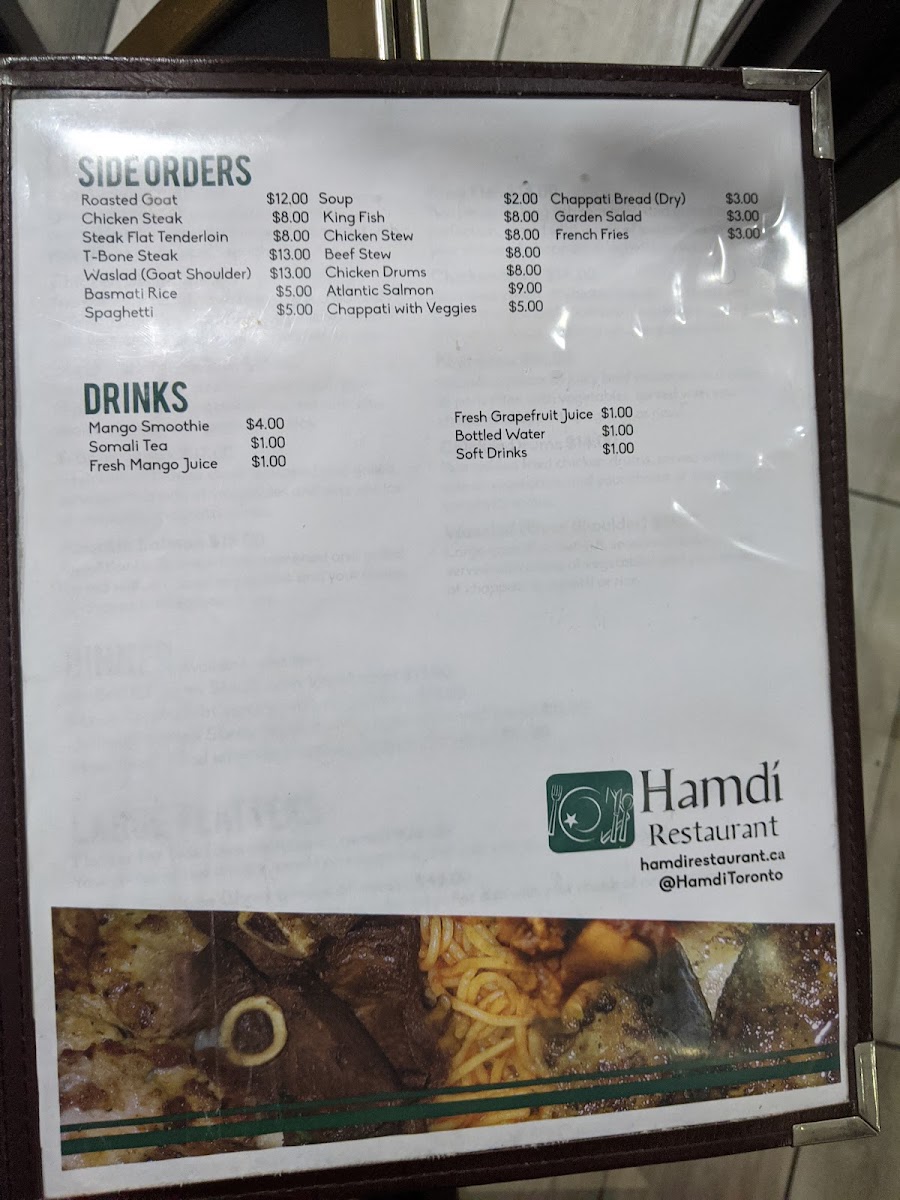 SIDE ORDERS
Roasted Goat $12.00
Chicken Steak $8.00
Steak Flat Tenderloin $8.00
T-Bone Steak $13.00
Waslad (Goat Shoulder) $13.00
Basmati Rice $5.00
Spaghetti $5.00
Soup $2.00
King Fish $8.00
Chicken Stew $8.00
Beef Stew $8.00
Chicken Drums $8.00
Atlantic Salmon $9.00
Chappati with Veggies $5.00
Chappati Bread (Dry) $3.00
Garden Salad $3.00
French Fries $3.00
DRINKS
Mango Smoothie $4.00
Somali Tea $1.00
Fresh Mango Juice $1.00
Fresh Grapefruit Juice $1.00
Bottled Water $1.00
Soft Drinks $1.00
Hamdí
Restaurant
hamdirestaurant.ca
@HamdiToronto